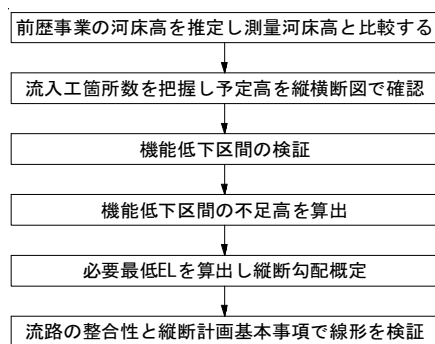 前歴事業の河床高を推定し測量河床高と比較する
流入工箇所数を把握し予定高を縦横断図で確認
機能低下区間の検証
機能低下区間の不足高を算出
必要最低ELを算出し縦断勾配概定
流路の整合性と縦断計画基本事項で線形を検証